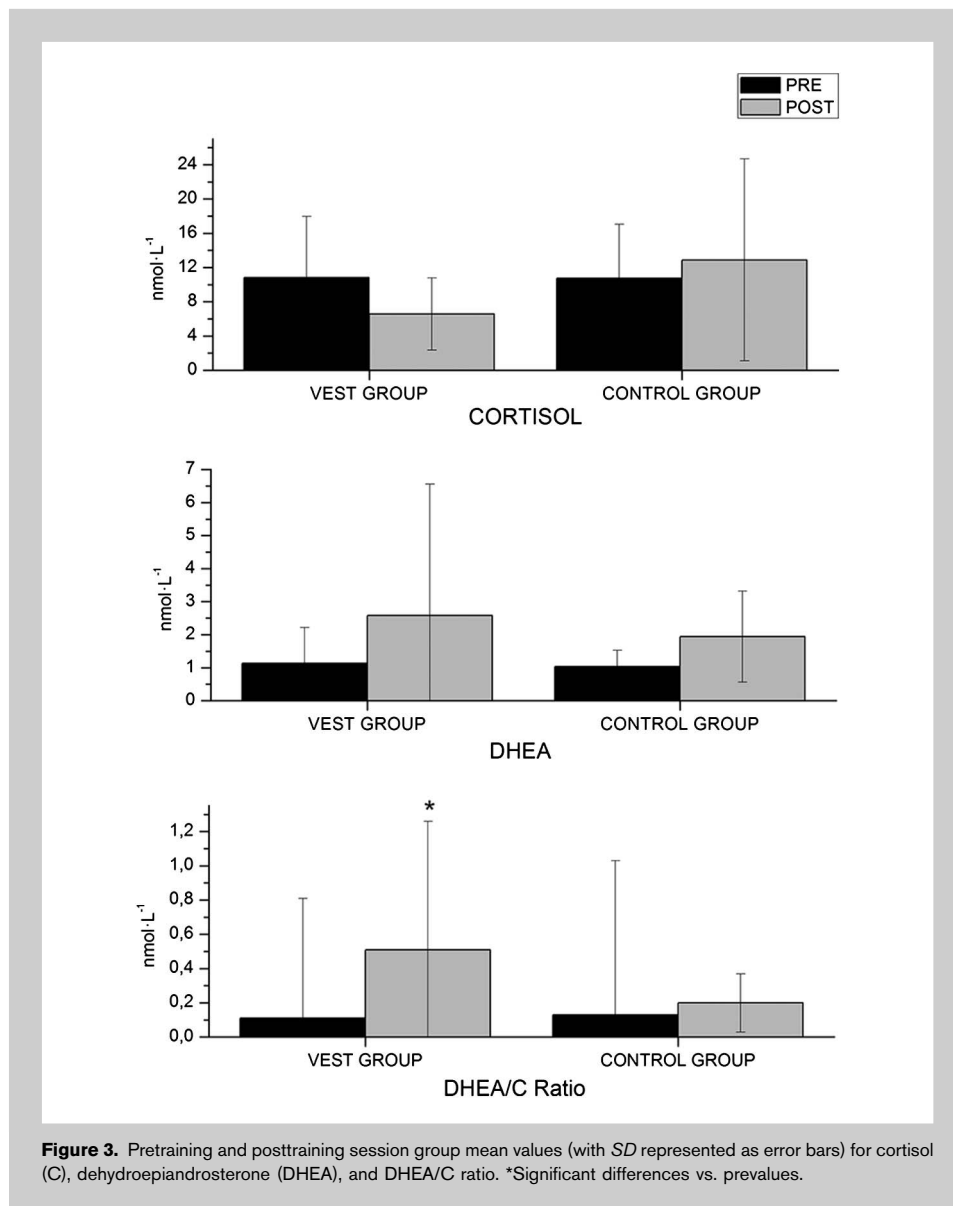 PRE
POST
24
20
16
12
8
4
0
nmol·L-1
VEST GROUP
CONTROL GROUP
CORTISOL
7
6
5
4
3
2
1
0
nmol·L-1
VEST GROUP
CONTROL GROUP
DHEA
*
1,2
1,0
0,8
0,6
0,4
0,2
0,0
nmol·L-1
VEST GROUP
CONTROL GROUP
DHEA/C Ratio
Figure 3. Pretraining and posttraining session group mean values (with SD represented as error bars) for cortisol
(C), dehydroepiandrosterone (DHEA), and DHEA/C ratio. *Significant differences vs. prevalues.